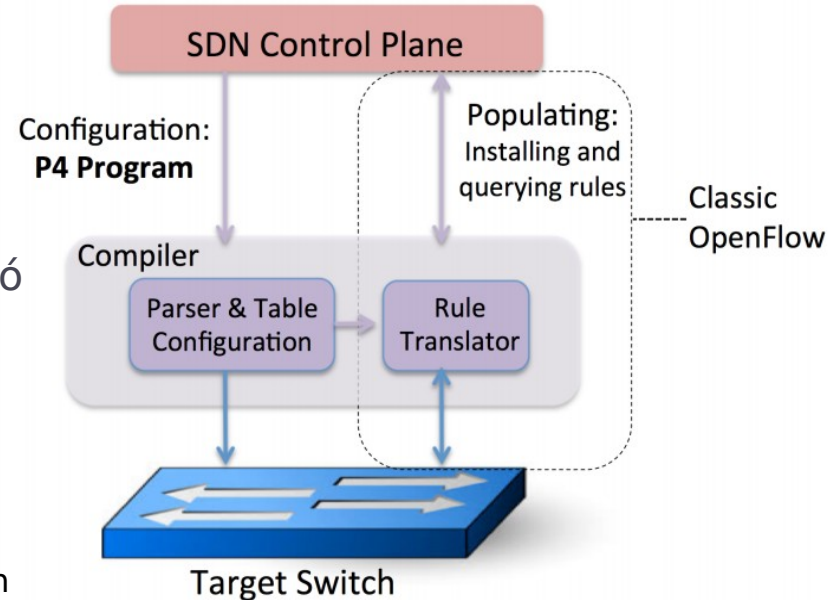 SDN Control Plane
Configuration:
P4 Program
Populating:
Installing and
querying rules
Classic
OpenFlow
Compiler
ó
Parser & Table
Configuration
Rule
Translator
Target Switch
n